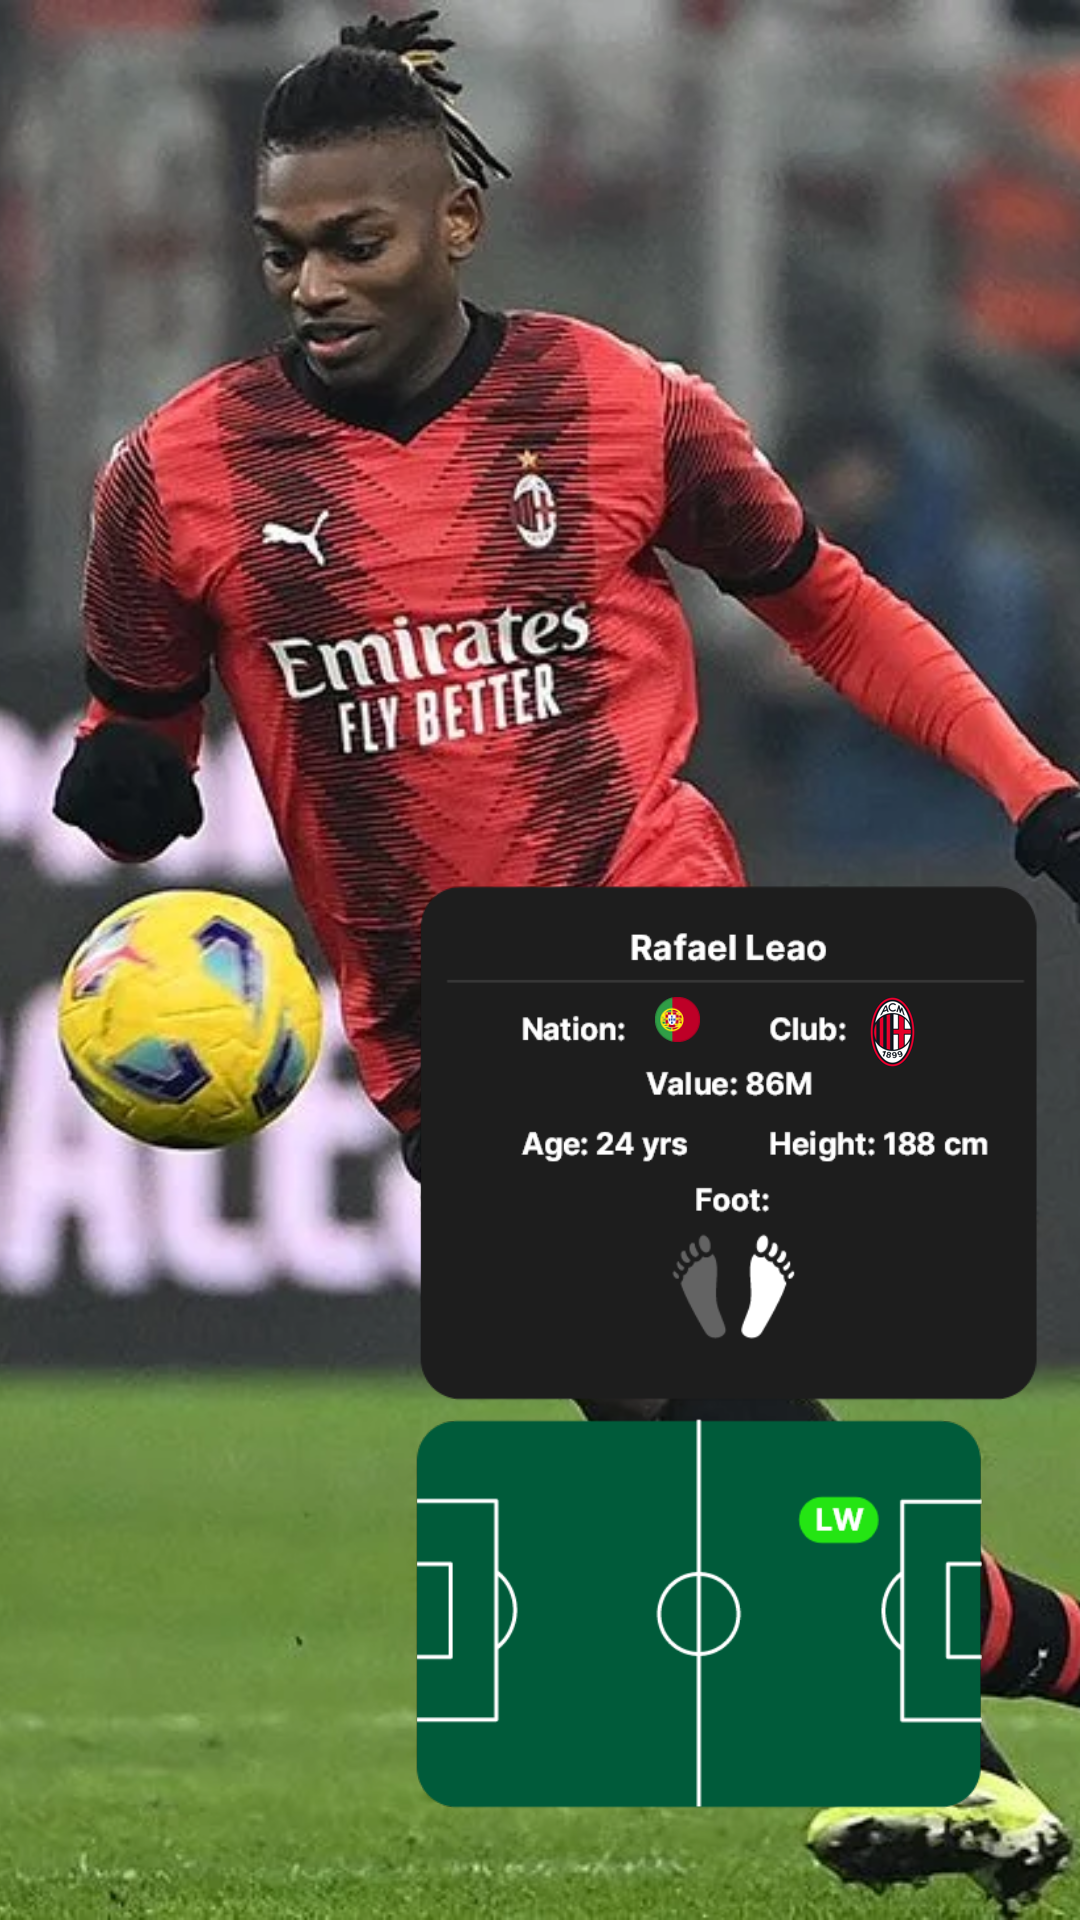 Emirates
FLY BETTER
Rafael Leao
Nation:
Club:
ACM
1899
Value: 86M
Age: 24 yrs
Height: 188 cm
Foot:
LW